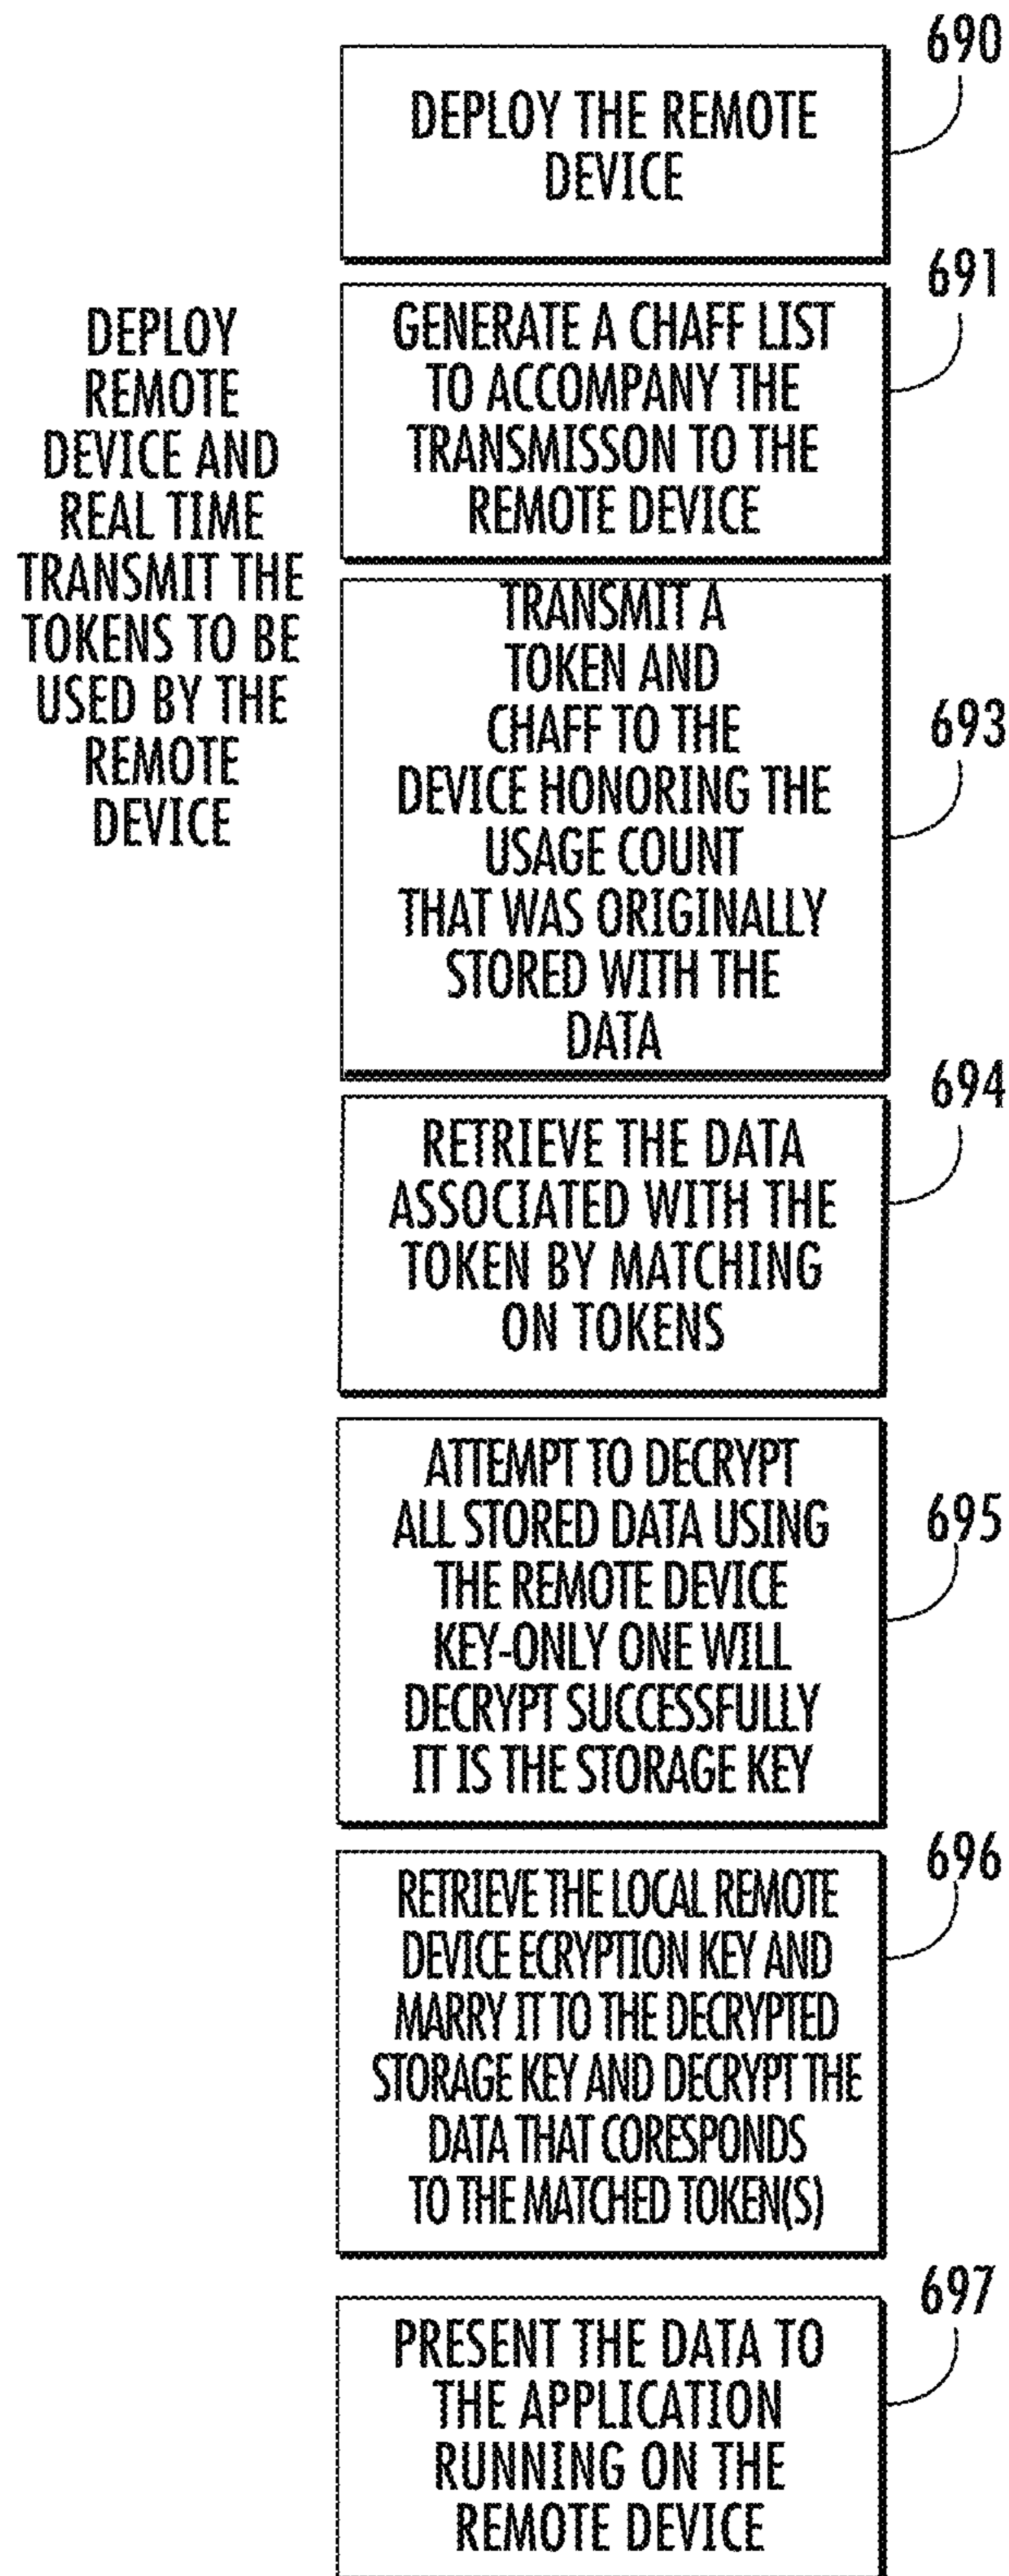 690
DEPLOY THE REMOTE
DEVICE
DEPLOY
REMOTE
DEVICE AND
REAL TIME
TRANSMIT THE
TOKENS TO BE
USED BY THE
REMOTE
DEVICE
691
GENERATE A CHAFF LIST
TO ACCOMPANY THE
TRANSMISSON TO THE
REMOTE DEVICE
693
TRANSMIT A
TOKEN AND
CHAFF TO THE
DEVICE HONORING THE
USAGE COUNT
THAT WAS ORIGINALLY
STORED WITH THE
DATA
694
RETRIEVE THE DATA
ASSOCIATED WITH THE
TOKEN BY MATCHING
ON TOKENS
695
ATTEMPT TO DECRYPT
ALL STORED DATA USING
THE REMOTE DEVICE
KEY-ONLY ONE WILL
DECRYPT SUCCESSFULLY
IT IS THE STORAGE KEY
696
RETRIEVE THE LOCAL REMOTE
DEVICE ECRYPTION KEY AND
MARRY IT TO THE DECRYPTED
STORAGE KEY AND DECRYPT THE
DATA THAT CORESPONDS
TO THE MATCHED TOKEN(S)
697
PRESENT THE DATA TO
THE APPLICATION
RUNNING ON THE
REMOTE DEVICE